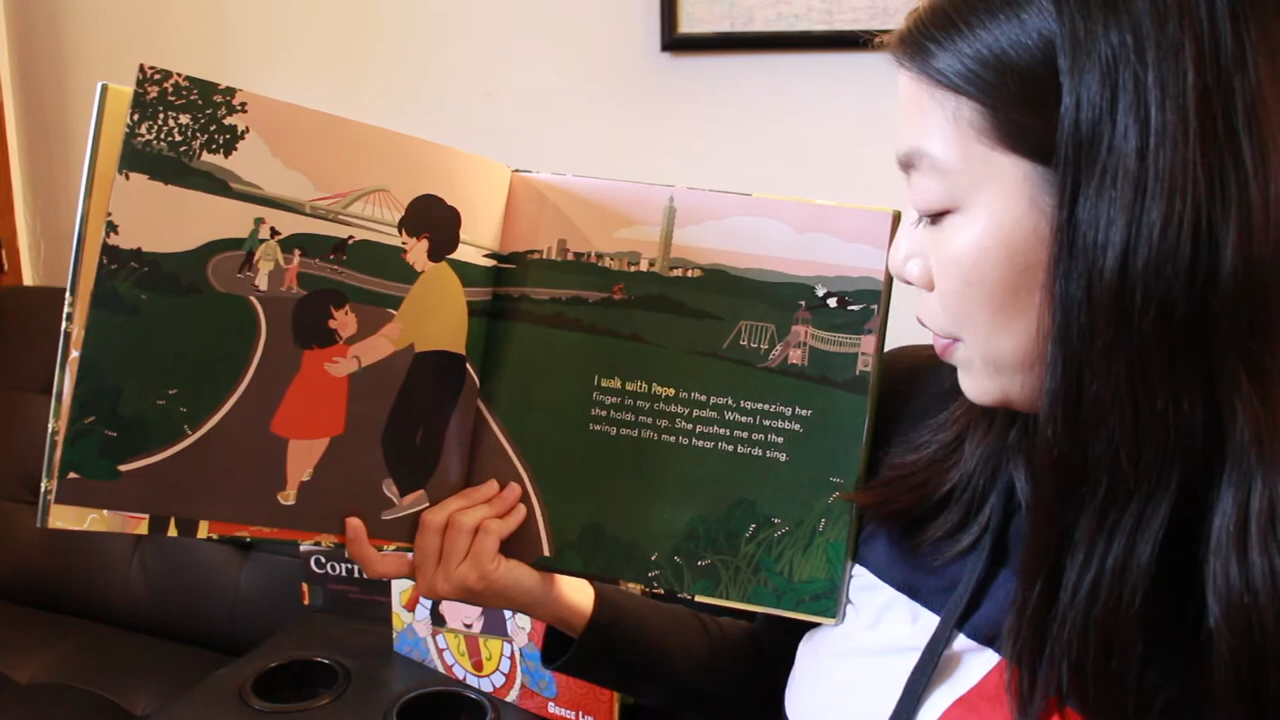 I walk with Popo in the park, squeezing her
finger in my chubby palm. When I wobble,
she holds me up. She pushes me on the
swing and lifts me to hear the birds sing.
Corn
GRACE LIN